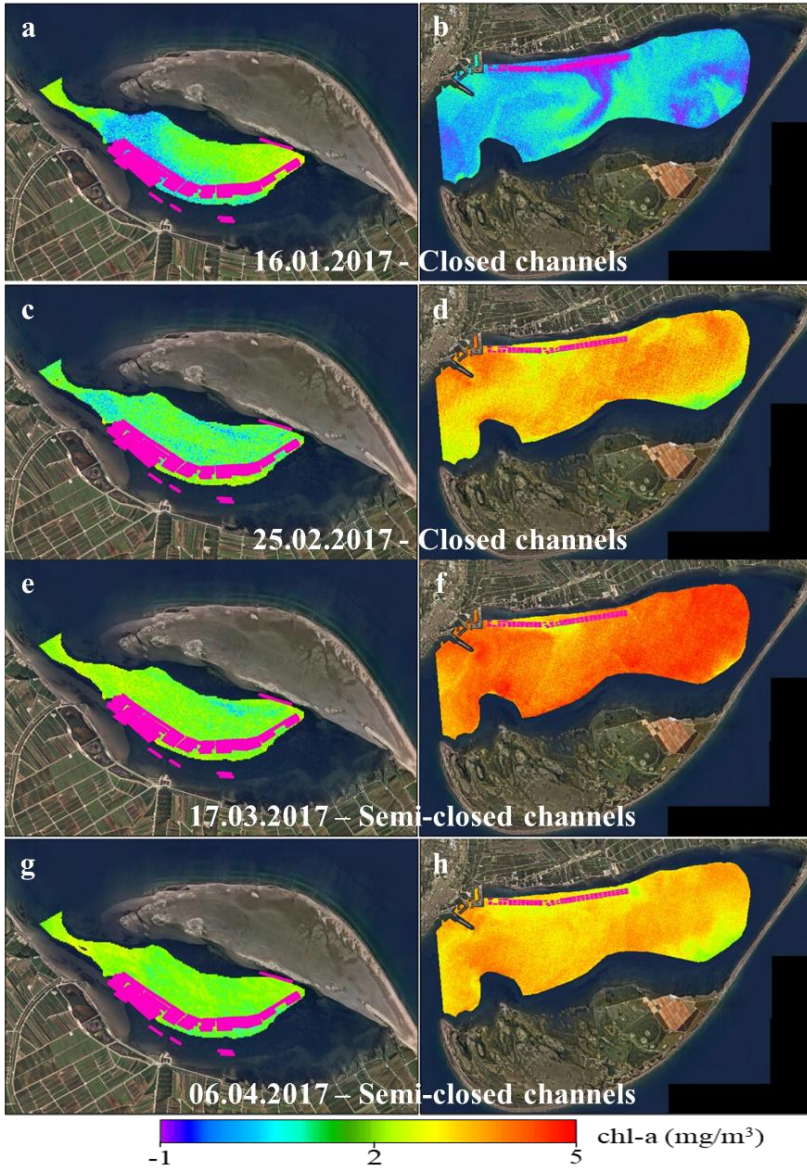 a
b
16.01.2017 - Closed channels
c
d
25.02.2017 - Closed channels
e
f
17.03.2017 – Semi-closed channels
g
h
06.04.2017 – Semi-closed channels
-1 2 5 chl-a (mg/m³)